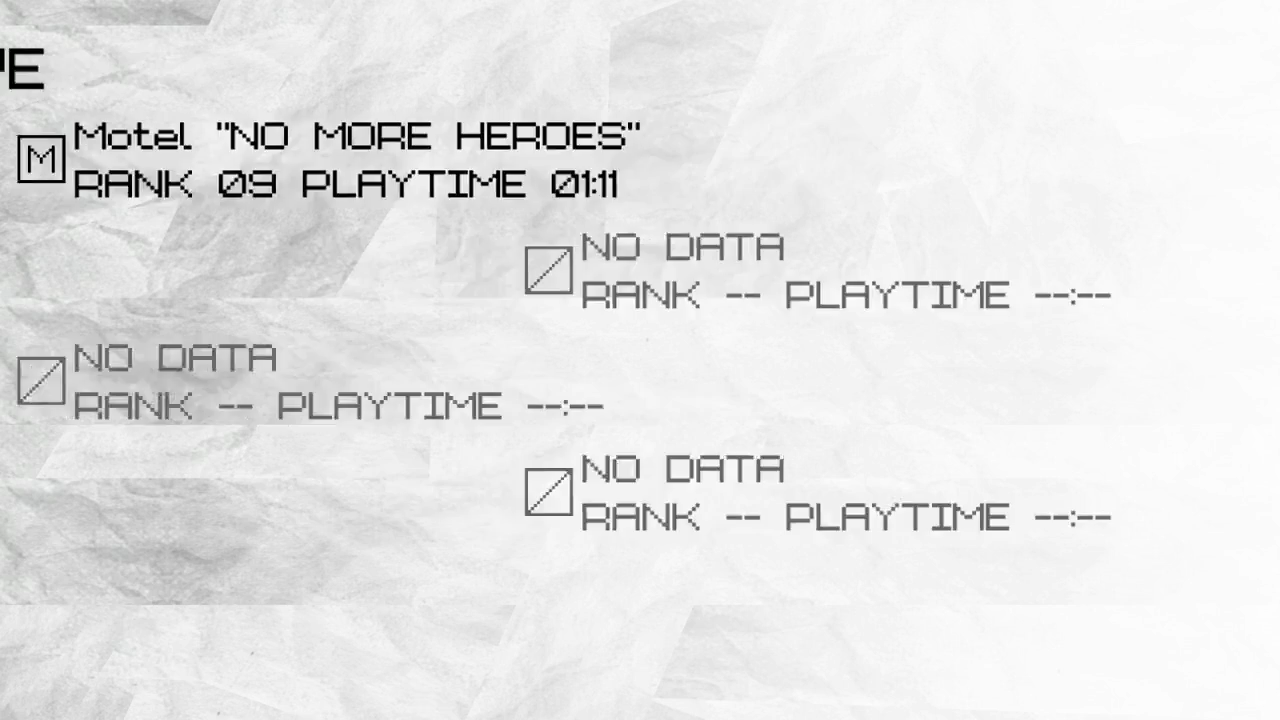 E
M
Motel "NO MORE HEROES"
RANK 09 PLAYTIME 01:11
NO DATA
RANK -- PLAYTIME --:--
NO DATA
RANK -- PLAYTIME --:--
NO DATA
RANK -- PLAYTIME --:--